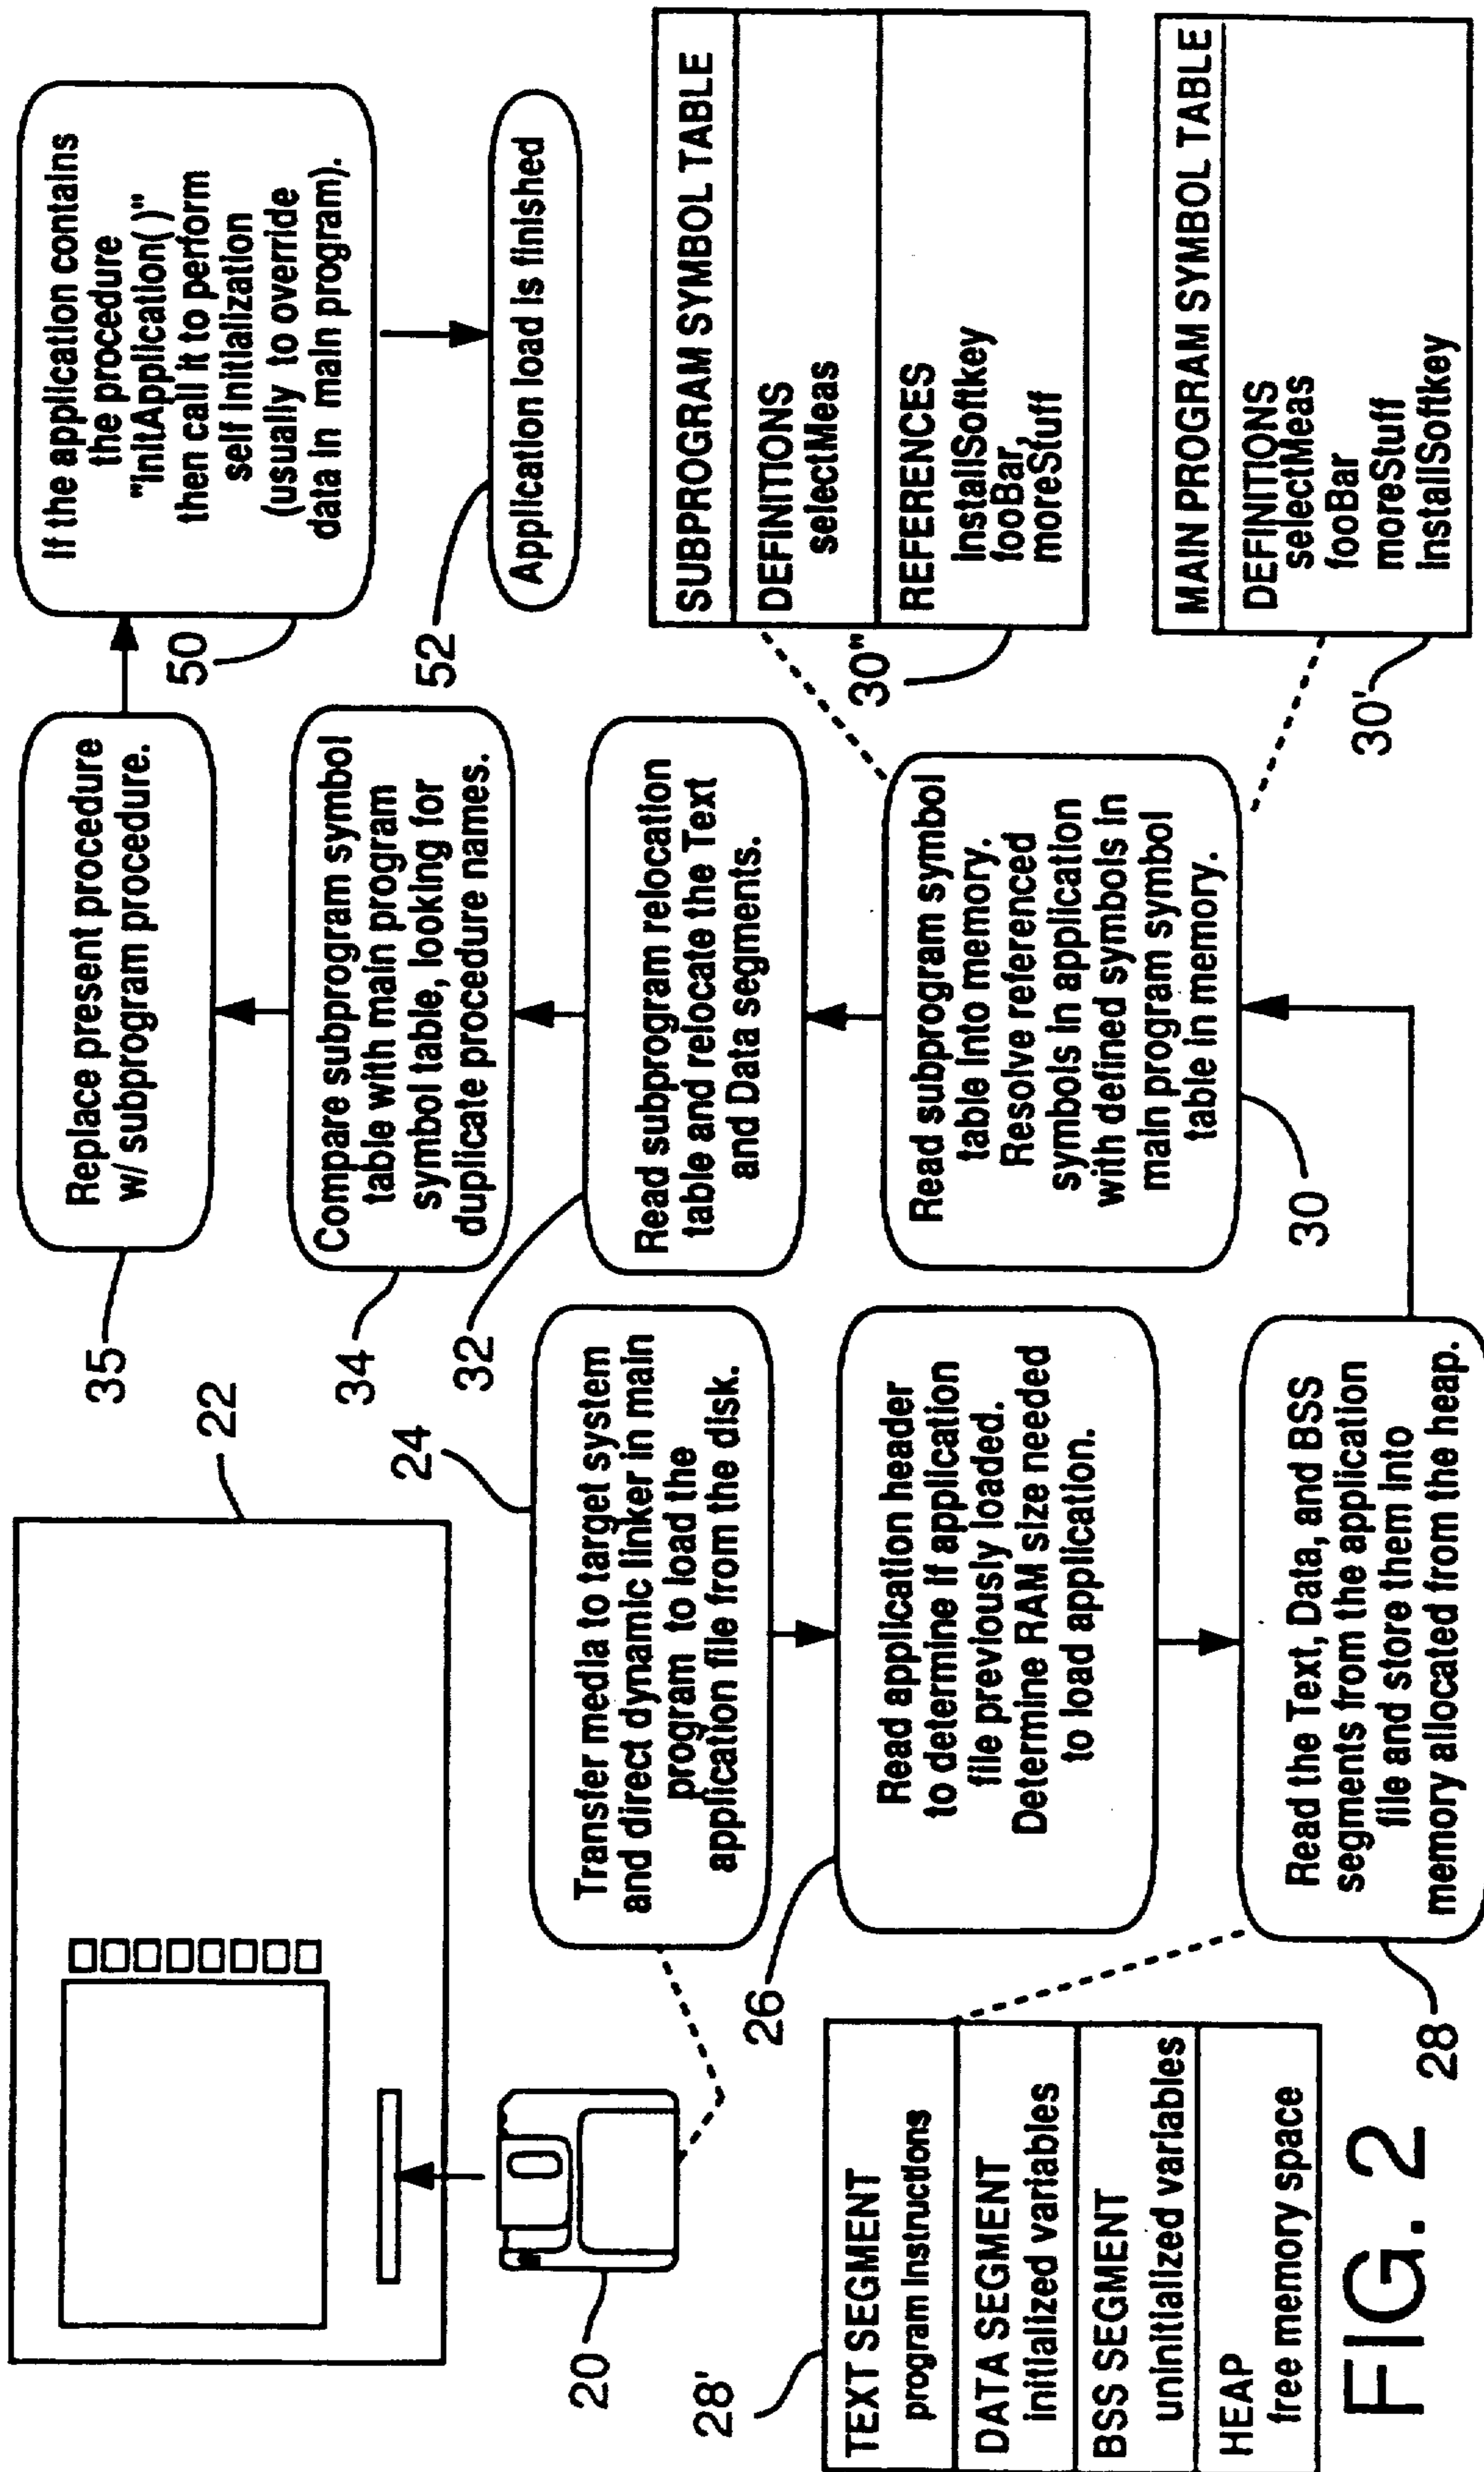 22
20
24
Transfer media to target system
and direct dynamic linker in main
program to load the
application file from the disk.
26
Read application header
to determine if application
file previously loaded.
Determine RAM size needed
to load application.
28'
TEXT SEGMENT
program instructions
DATA SEGMENT
initialized variables
BSS SEGMENT
uninitialized variables
HEAP
free memory space
28
Read the Text, Data, and BSS
segments from the application
file and store them into
memory allocated from the heap.
35
Replace present procedure
w/ subprogram procedure.
34
Compare subprogram symbol
table with main program
symbol table, looking for
duplicate procedure names.
32
Read subprogram relocation
table and relocate the Text
and Data segments.
Read subprogram symbol
table into memory.
Resolve referenced
symbols in application
with defined symbols in
main program symbol
table in memory.
30
50
If the application contains
the procedure
"InitApplication( )"
then call it to perform
self initialization
(usually to override
data in main program).
52
Application load is finished
30"
SUBPROGRAM SYMBOL TABLE
DEFINITIONS
selectMeas
REFERENCES
installSoftkey
fooBar,
moreStuff
30'
MAIN PROGRAM SYMBOL TABLE
DEFINITIONS
selectMeas
fooBar
moreStuff
installSoftkey
FIG. 2